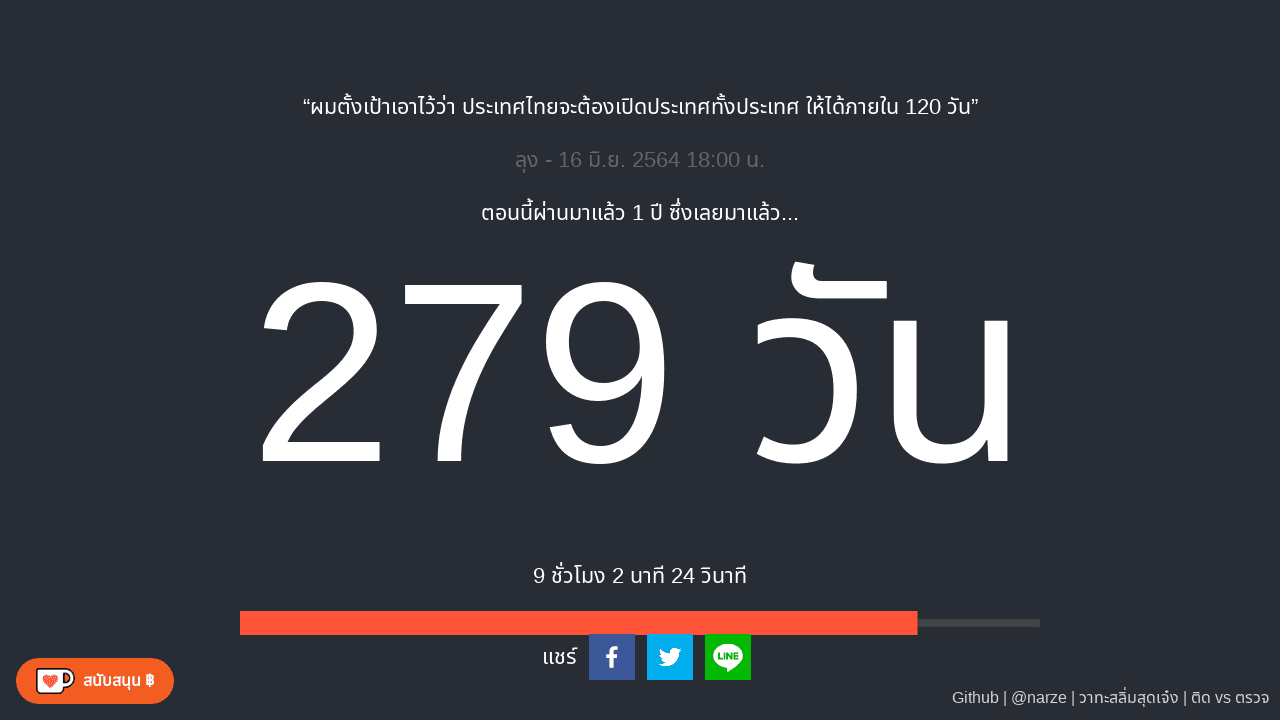 “ผมตั้งเป้าเอาไว้ว่า ประเทศไทยจะต้องเปิดประเทศทั้งประเทศ ให้ได้ภายใน 120 วัน”
ลุง - 16 มิ.ย. 2564 18:00 น.
ตอนนี้ผ่านมาแล้ว 1 ปี ซึ่งเลยมาแล้ว...
279 วัน
9 ชั่วโมง 2 นาที 24 วินาที
แชร์
LINE
สนับสนุน ฿
Github | @narze | วาทะสลิ่มสุดเจ๋ง | ติด vs ตรวจ